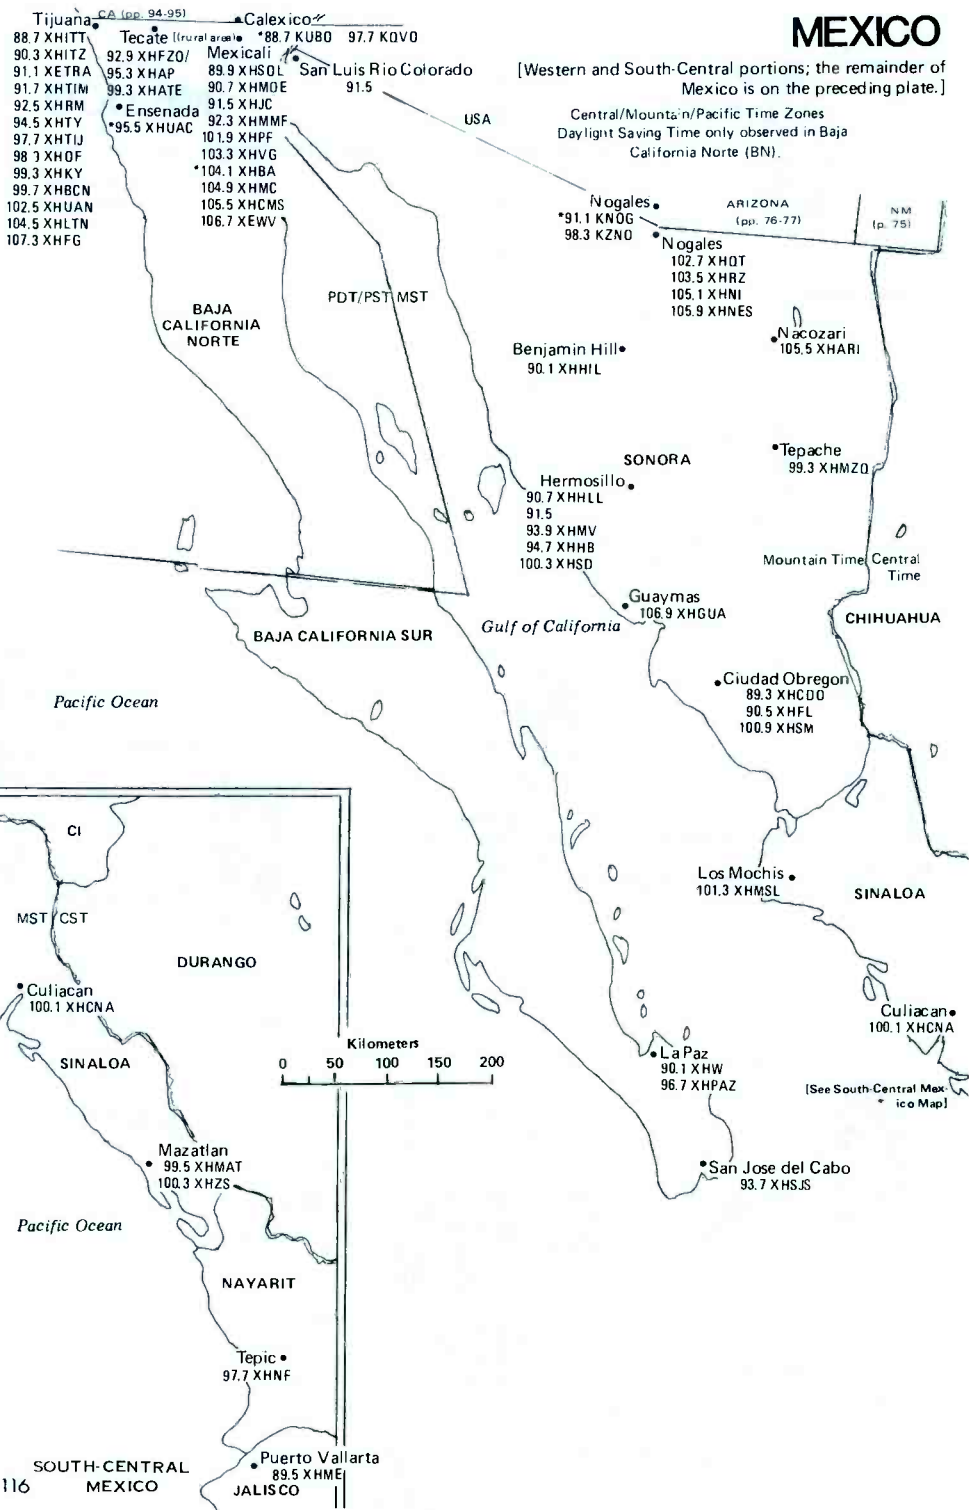 MEXICO
[Western and South-Central portions; the remainder of
Mexico is on the preceding plate.]
Central/Mountain/Pacific Time Zones
Daylight Saving Time only observed in Baja
California Norte (BN).
Tijuana
88.7 XHITT
90.3 XHITZ
91.1 XETRA
91.7 XHTIM
92.5 XHRM
94.5 XHTY
97.7 XHTIJ
98.3 XHQF
99.3 XHKY
99.7 XHBCN
102.5 XHUAN
104.5 XHLTN
107.3 XHFG
CA (pp. 94-95)
Tecate [(rural area)
92.9 XHFZO/
95.3 XHAP
99.3 XHATE
Ensenada
*95.5 XHUAC
Calexico
*88.7 KUBO 97.7 KQVO
Mexicali
89.9 XHSOL
90.7 XHMOE
91.5 XHJC
92.3 XHMMF
101.9 XHPF
103.3 XHVG
*104.1 XHBA
104.9 XHMC
105.5 XHCMS
106.7 XEWV
San Luis Rio Colorado
91.5
USA
Nogales
*91.1 KNOG
98.3 KZNO
ARIZONA
(pp. 76-77)
NM
(p. 75)
Nogales
102.7 XHQT
103.5 XHRZ
105.1 XHNI
105.9 XHNES
BAJA
CALIFORNIA
NORTE
PDT/PST MST
Benjamin Hill
90.1 XHHIL
Nacozari
105.5 XHARI
SONORA
Tepache
99.3 XHMZO
Hermosillo
90.7 XHHLL
91.5
93.9 XHMV
94.7 XHHB
100.3 XHSD
Mountain Time Central
Time
Guaymas
106.9 XHGUA
CHIHUAHUA
Gulf of California
BAJA CALIFORNIA SUR
Pacific Ocean
Ciudad Obregon
89.3 XHCDO
90.5 XHFL
100.9 XHSM
Los Mochis
101.3 XHMSL
SINALOA
Culiacan
100.1 XHCNA
[See South-Central Mex-
ico Map]
La Paz
90.1 XHW
96.7 XHPAZ
San Jose del Cabo
93.7 XHSJS
Kilometers
0 50 100 150 200
CI
MST CST
DURANGO
Culiacan
100.1 XHCNA
SINALOA
Mazatlan
99.5 XHMAT
100.3 XHZS
Pacific Ocean
NAYARIT
Tepic
97.7 XHNF
Puerto Vallarta
89.5 XHME
JALISCO
SOUTH-CENTRAL
MEXICO
116